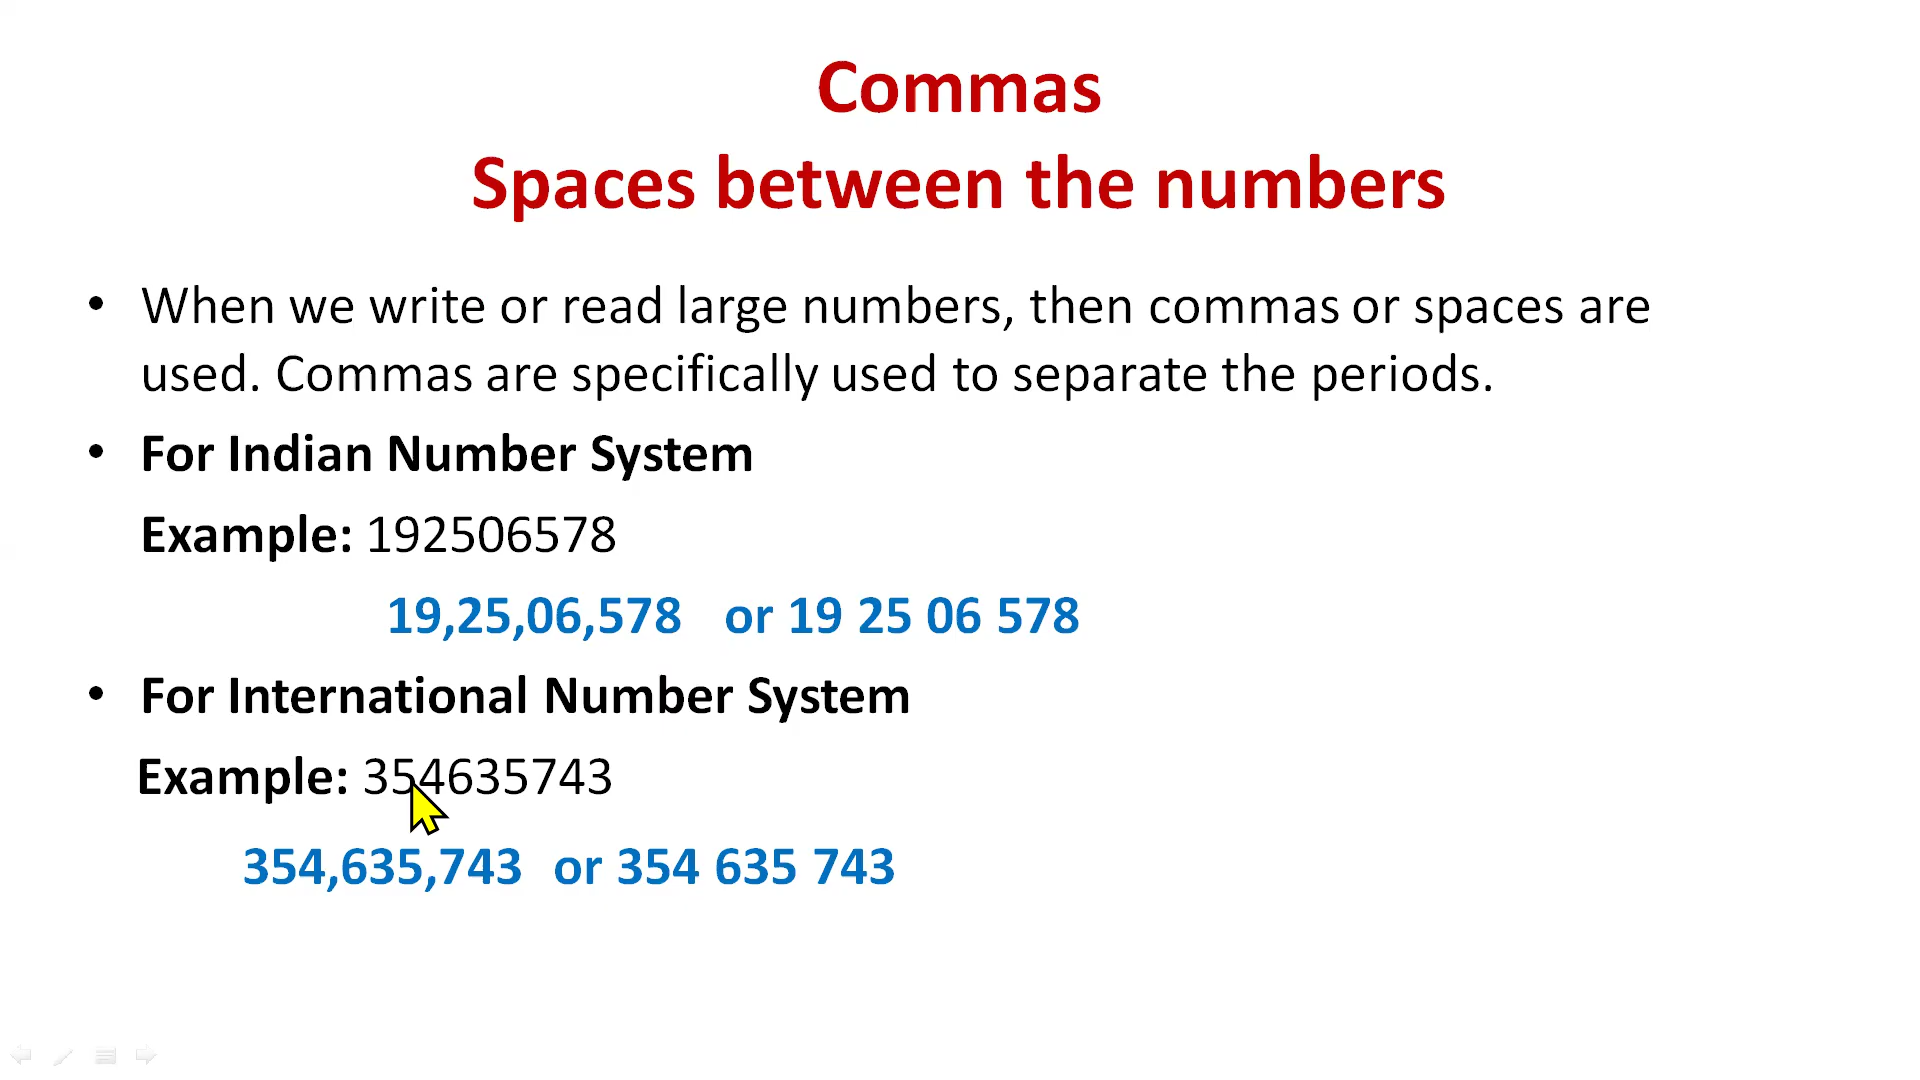 Commas
Spaces between the numbers
• When we write or read large numbers, then commas or spaces are
used. Commas are specifically used to separate the periods.
• For Indian Number System
Example: 192506578
19,25,06,578 or 19 25 06 578
• For International Number System
Example: 354635743
354,635,743 or 354 635 743